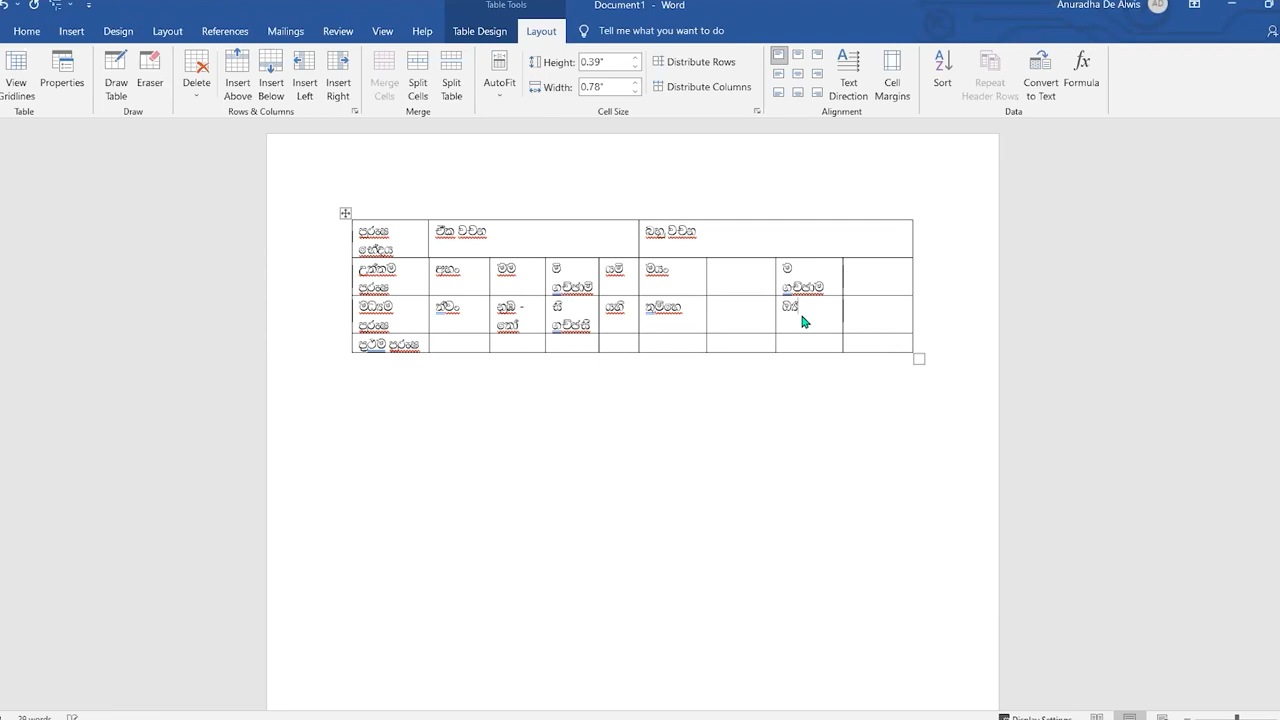 Table Tools
Document1 - Word
Anuradha De Alwis
AD
Home Insert Design Layout References Mailings Review View Help Table Design Layout Tell me what you want to do
View Gridlines
Properties
Draw Table
Eraser
Delete
Insert Above
Insert Below
Insert Left
Insert Right
Merge Cells
Split Cells
Split Table
AutoFit
Height: 0.39"
Width: 0.78"
Distribute Rows
Distribute Columns
Text Direction
Cell Margins
Sort
Repeat Header Rows
Convert to Text
Formula
Table Draw Rows & Columns Merge Cell Size Alignment Data
පුරුෂ ඒක වචන බහු වචන
භේදය
උත්තම අහං මම මි යමි මයං ම
පුරුෂ ගච්ඡාමි ගච්ඡාම
මධ්‍යම ත්වං නුඹ - සි යහි තුම්හෙ
පුරුෂ තෝ ගච්ඡසි
ප්‍රථම පුරුෂ
29 words
Display Settings